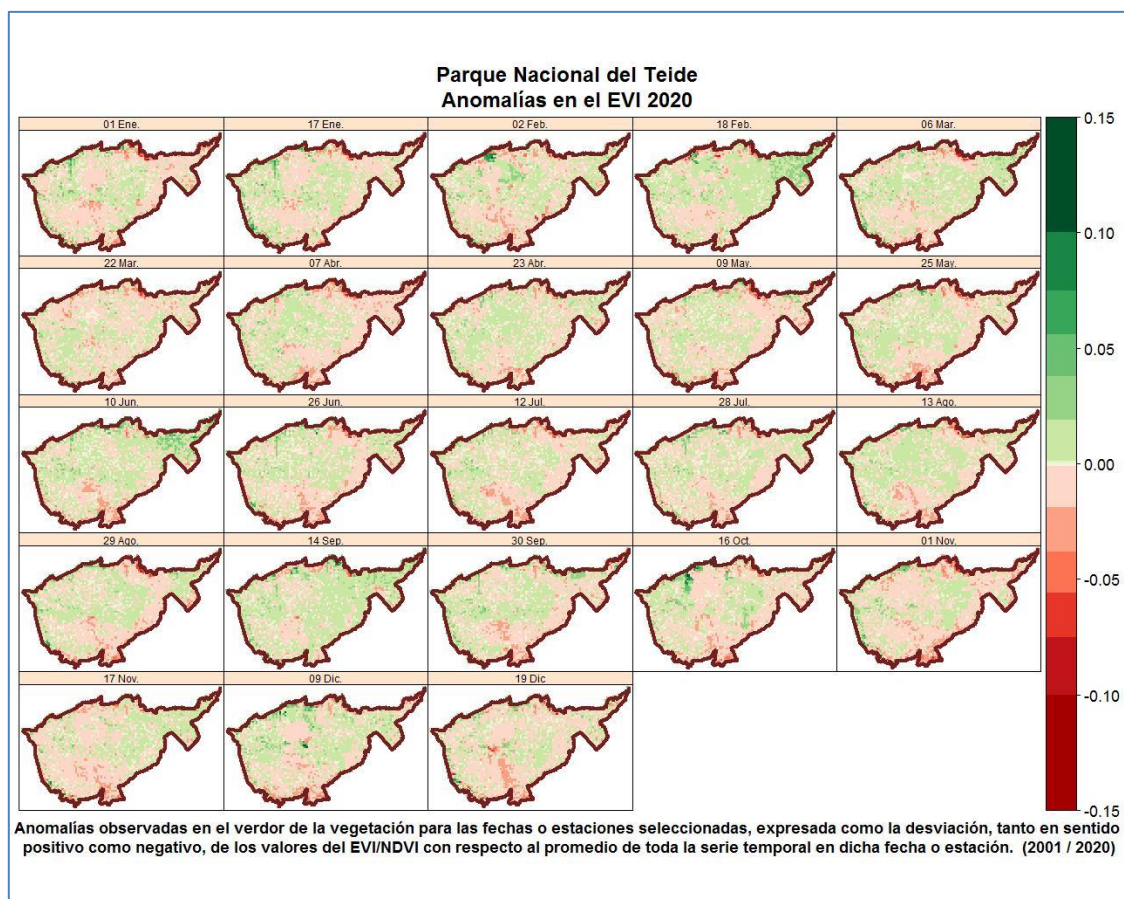 Parque Nacional del Teide
Anomalías en el EVI 2020
01 Ene.
17 Ene.
02 Feb.
18 Feb.
06 Mar.
22 Mar.
07 Abr.
23 Abr.
09 May.
25 May.
10 Jun.
26 Jun.
12 Jul.
28 Jul.
13 Ago.
29 Ago.
14 Sep.
30 Sep.
16 Oct.
01 Nov.
17 Nov.
09 Dic.
19 Dic
0.15
0.10
0.05
0.00
-0.05
-0.10
-0.15
Anomalías observadas en el verdor de la vegetación para las fechas o estaciones seleccionadas, expresada como la desviación, tanto en sentido
positivo como negativo, de los valores del EVI/NDVI con respecto al promedio de toda la serie temporal en dicha fecha o estación. (2001 / 2020)